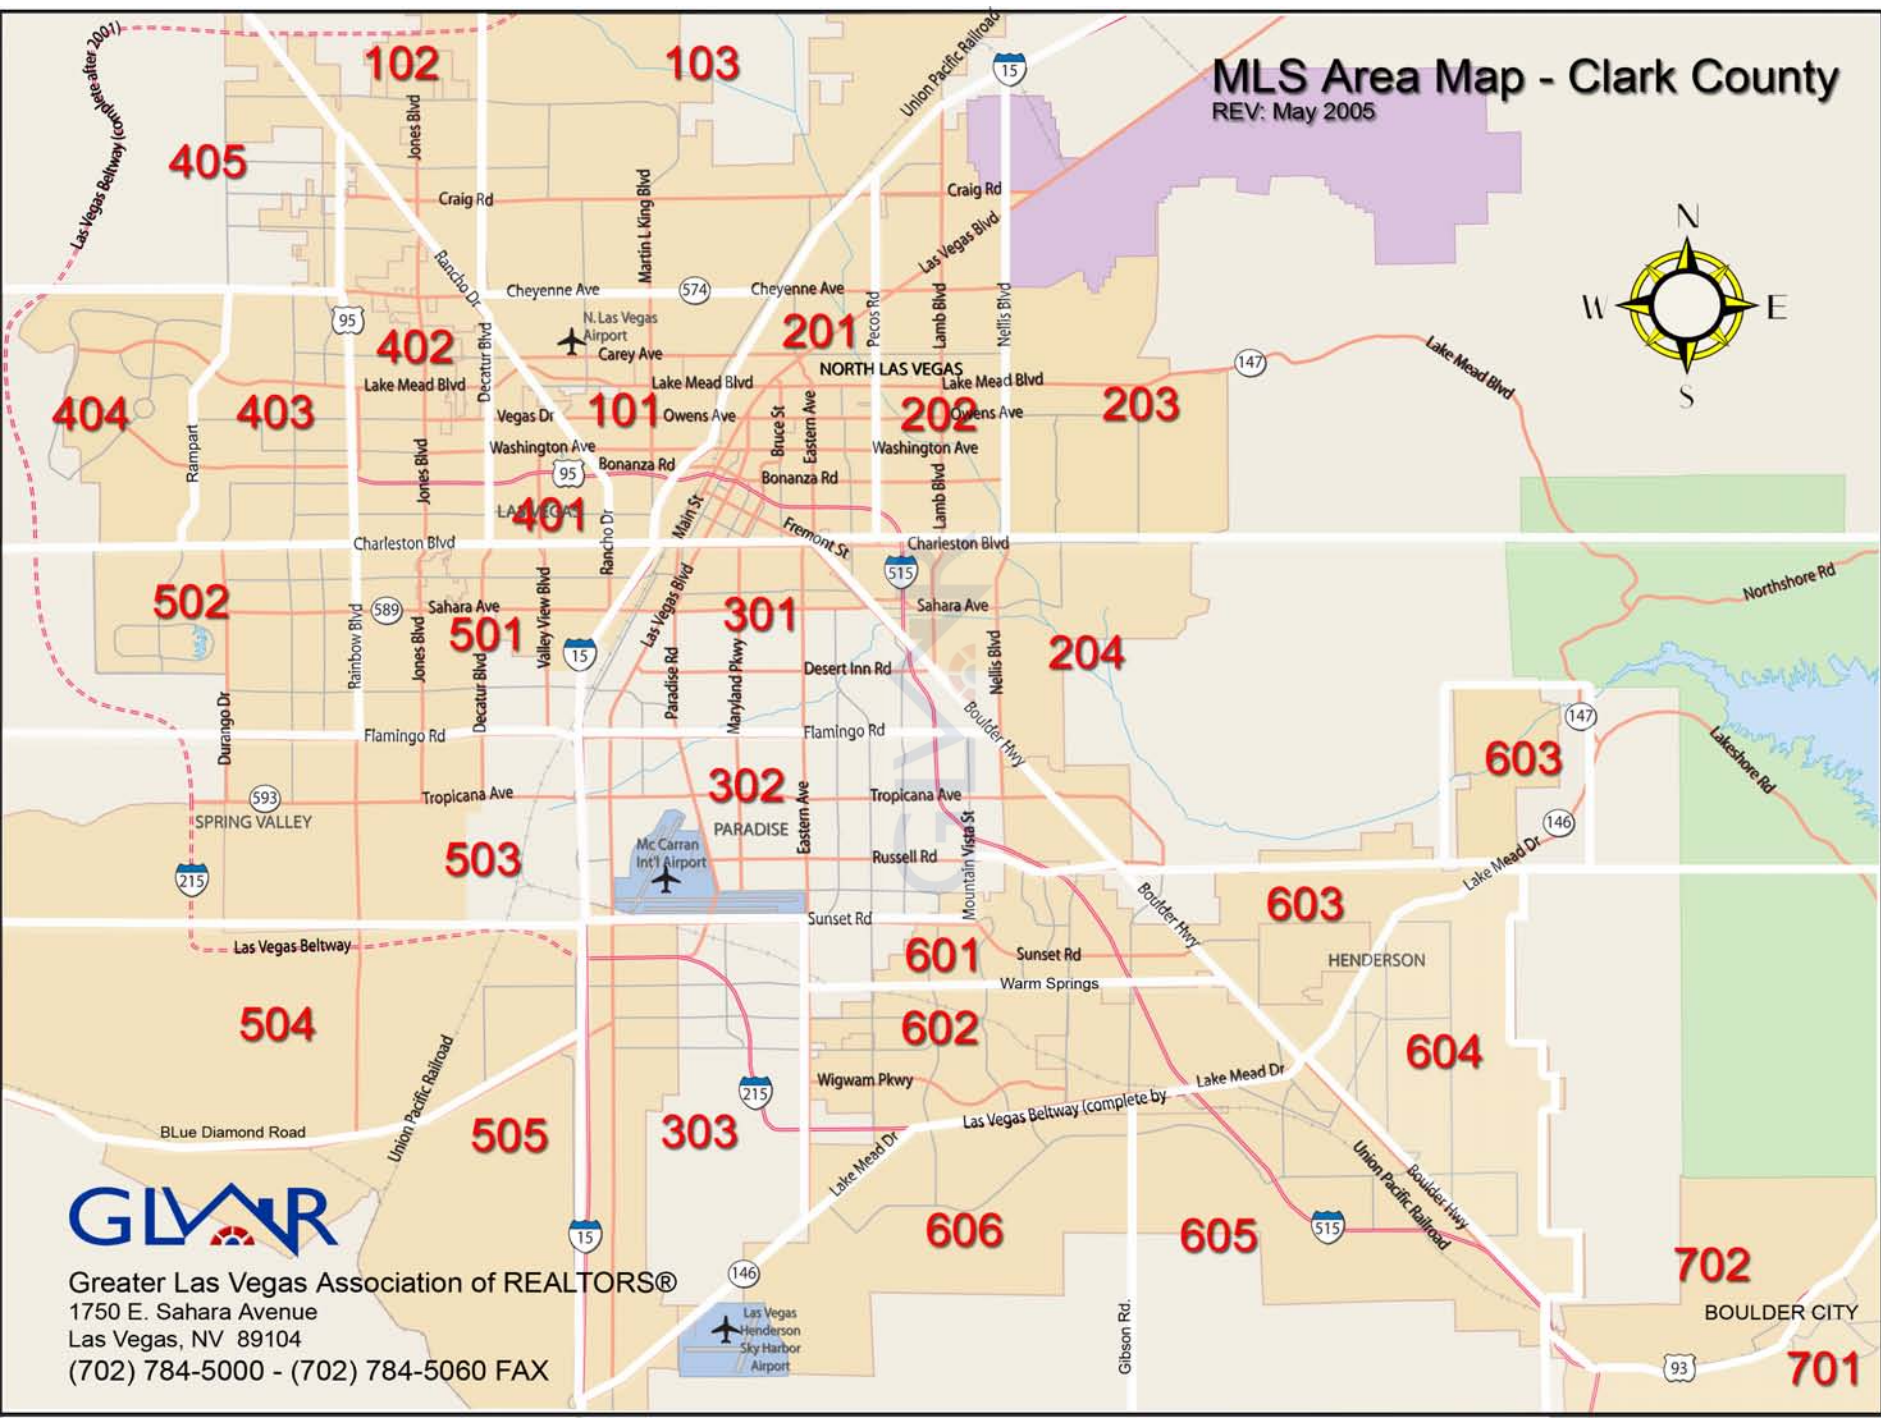 Las Vegas Beltway (complete after 2001)
102
103
Union Pacific Railroad
15
MLS Area Map - Clark County
REV: May 2005
405
Jones Blvd
Craig Rd
Martin L King Blvd
Craig Rd
Las Vegas Blvd
N
W
E
S
Rancho Dr
Cheyenne Ave
574
Cheyenne Ave
Pecos Rd
Lamb Blvd
Nellis Blvd
95
402
Decatur Blvd
N. Las Vegas
Airport
Carey Ave
201
NORTH LAS VEGAS
147
Lake Mead Blvd
Lake Mead Blvd
Lake Mead Blvd
Lake Mead Blvd
404
403
Rampart
Vegas Dr
101
Owens Ave
Bruce St
Eastern Ave
202
Owens Ave
203
Washington Ave
Washington Ave
Jones Blvd
95
Bonanza Rd
Bonanza Rd
Lamb Blvd
LAS VEGAS
401
Rancho Dr
Main St
Fremont St
Charleston Blvd
Charleston Blvd
515
Northshore Rd
502
Rainbow Blvd
589
Sahara Ave
Jones Blvd
501
Valley View Blvd
Las Vegas Blvd
301
Sahara Ave
Nellis Blvd
204
15
Decatur Blvd
Paradise Rd
Maryland Pkwy
Desert Inn Rd
Durango Dr
Flamingo Rd
Flamingo Rd
Boulder Hwy
147
603
Lakeshore Rd
593
Tropicana Ave
302
Eastern Ave
Tropicana Ave
SPRING VALLEY
PARADISE
Mountain Vista St
146
215
503
Mc Carran
Int'l Airport
Russell Rd
Lake Mead Dr
GLVAR
Boulder Hwy
603
Sunset Rd
Las Vegas Beltway
601
Sunset Rd
HENDERSON
Warm Springs
504
602
604
Union Pacific Railroad
215
Wigwam Pkwy
Lake Mead Dr
Las Vegas Beltway (complete by
BLue Diamond Road
505
303
Lake Mead Dr
Union Pacific Railroad
Boulder Hwy
GLVAR
15
606
605
515
702
Greater Las Vegas Association of REALTORS®
146
1750 E. Sahara Avenue
Las Vegas, NV 89104
(702) 784-5000 - (702) 784-5060 FAX
Las Vegas
Henderson
Sky Harbor
Airport
Gibson Rd.
BOULDER CITY
93
701